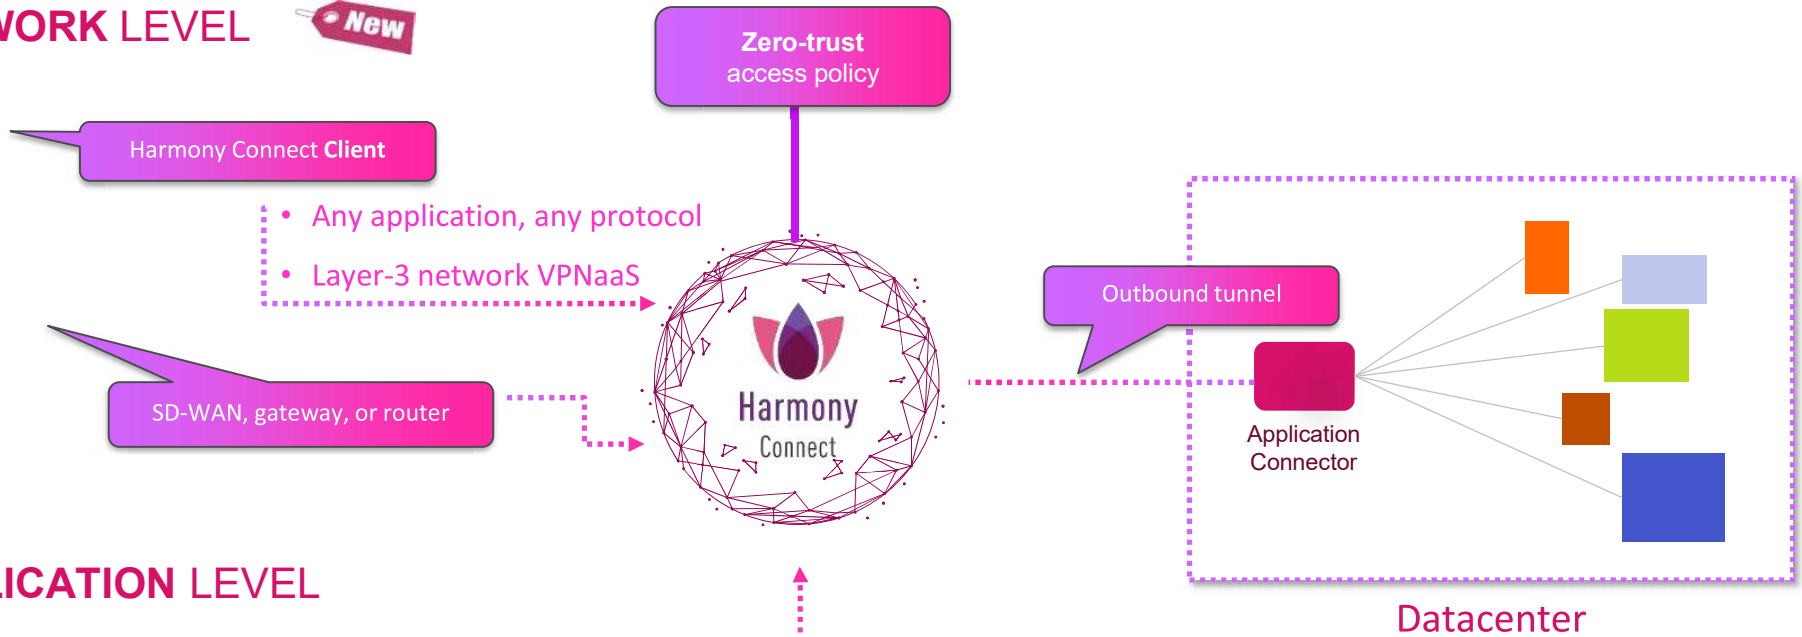 WORK LEVEL
New
Zero-trust
access policy
Harmony Connect Client
• Any application, any protocol
• Layer-3 network VPNaaS
SD-WAN, gateway, or router
Harmony
Connect
Outbound tunnel
Application
Connector
LICATION LEVEL
Datacenter